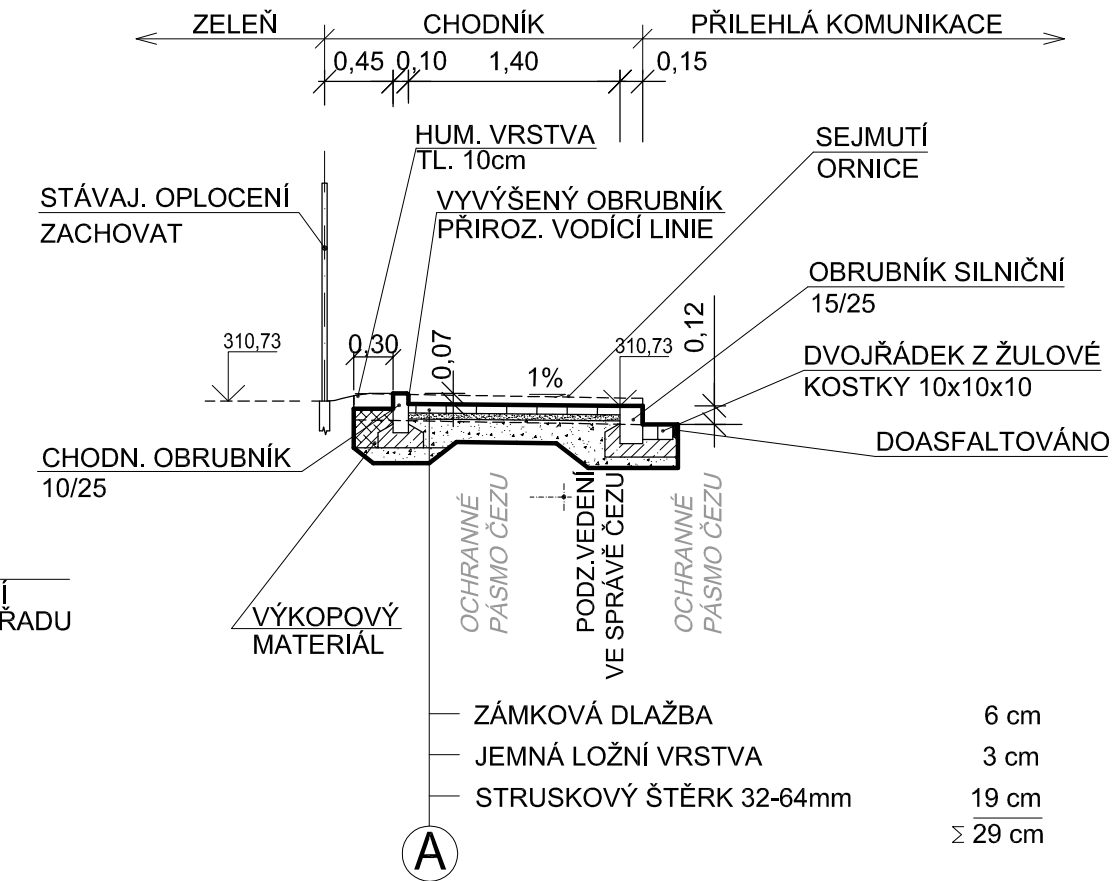 ZELEŇ CHODNÍK PŘILEHLÁ KOMUNIKACE
0,45 0,10 1,40 0,15
HUM. VRSTVA
TL. 10cm
SEJMUTÍ
ORNICE
STÁVAJ. OPLOCENÍ
ZACHOVAT
VYVÝŠENÝ OBRUBNÍK
PŘIROZ. VODÍCÍ LINIE
OBRUBNÍK SILNIČNÍ
15/25
310,73 0,30 0,07 1% 310,73 0,12
DVOJŘÁDEK Z ŽULOVÉ
KOSTKY 10x10x10
DOASFALTOVÁNO
CHODN. OBRUBNÍK
10/25
OCHRANNÉ
PÁSMO ČEZU
PODZ.VEDENÍ
VE SPRÁVĚ ČEZU
OCHRANNÉ
PÁSMO ČEZU
Í
ŘADU
VÝKOPOVÝ
MATERIÁL
ZÁMKOVÁ DLAŽBA 6 cm
JEMNÁ LOŽNÍ VRSTVA 3 cm
STRUSKOVÝ ŠTĚRK 32-64mm 19 cm
Σ 29 cm
A